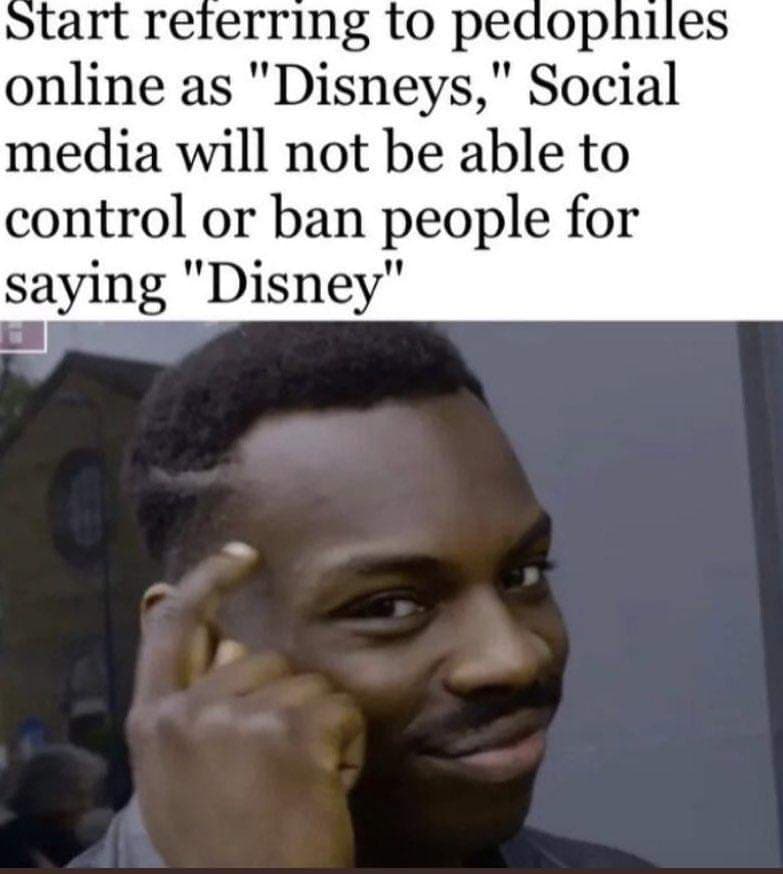 Start referring to pedophiles
online as "Disneys," Social
media will not be able to
control or ban people for
saying "Disney"